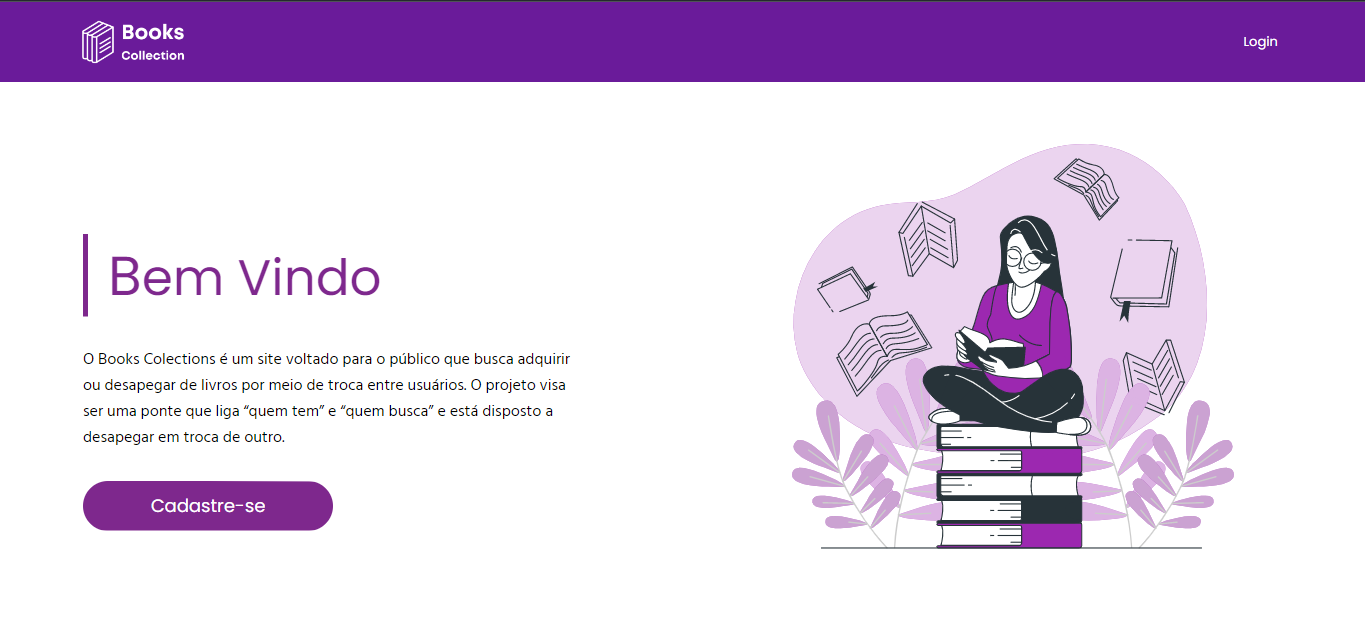 Books
Collection
Login
Bem Vindo
O Books Colections é um site voltado para o público que busca adquirir
ou desapegar de livros por meio de troca entre usuários. O projeto visa
ser uma ponte que liga “quem tem” e “quem busca” e está disposto a
desapegar em troca de outro.
Cadastre-se